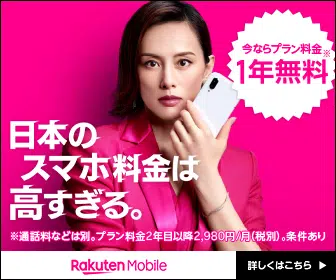 今ならプラン料金※
1年無料
日本の
スマホ料金は
高すぎる。
※通話料などは別。プラン料金2年目以降2,980円/月(税別)。条件あり
Rakuten Mobile
詳しくはこちら